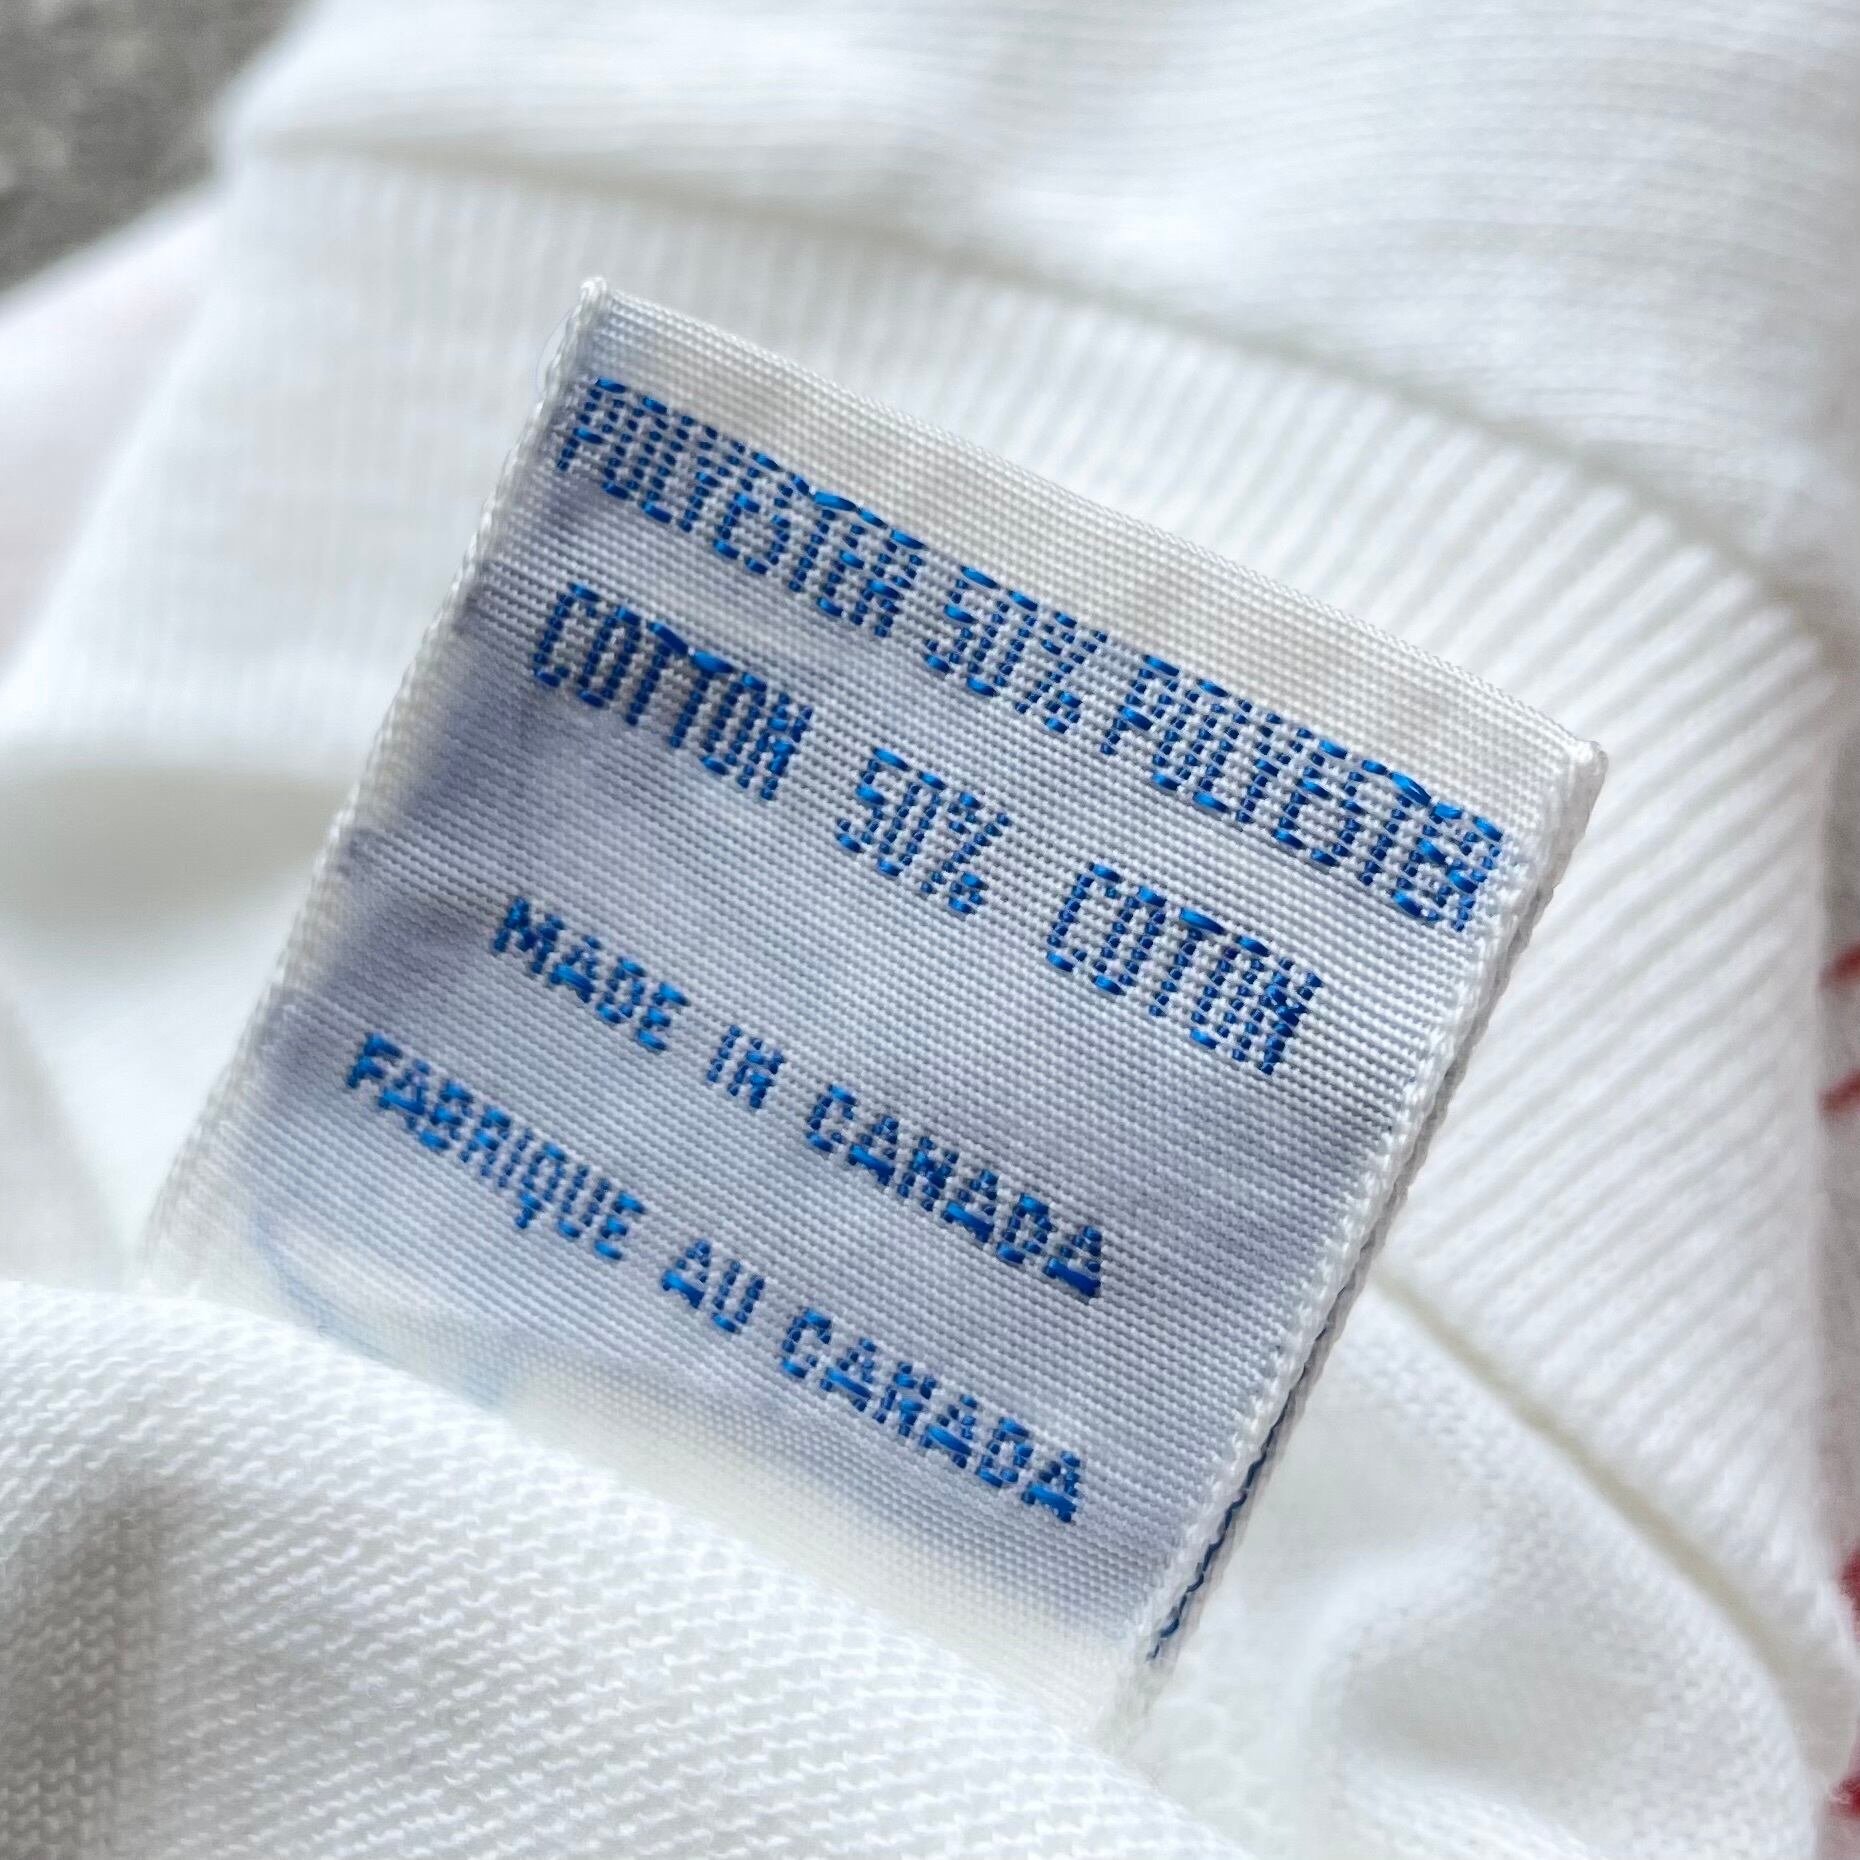 POLYESTER 50% POLYESTER
COTTON 50% COTON
MADE IN CANADA
FABRIQUE AU CANADA